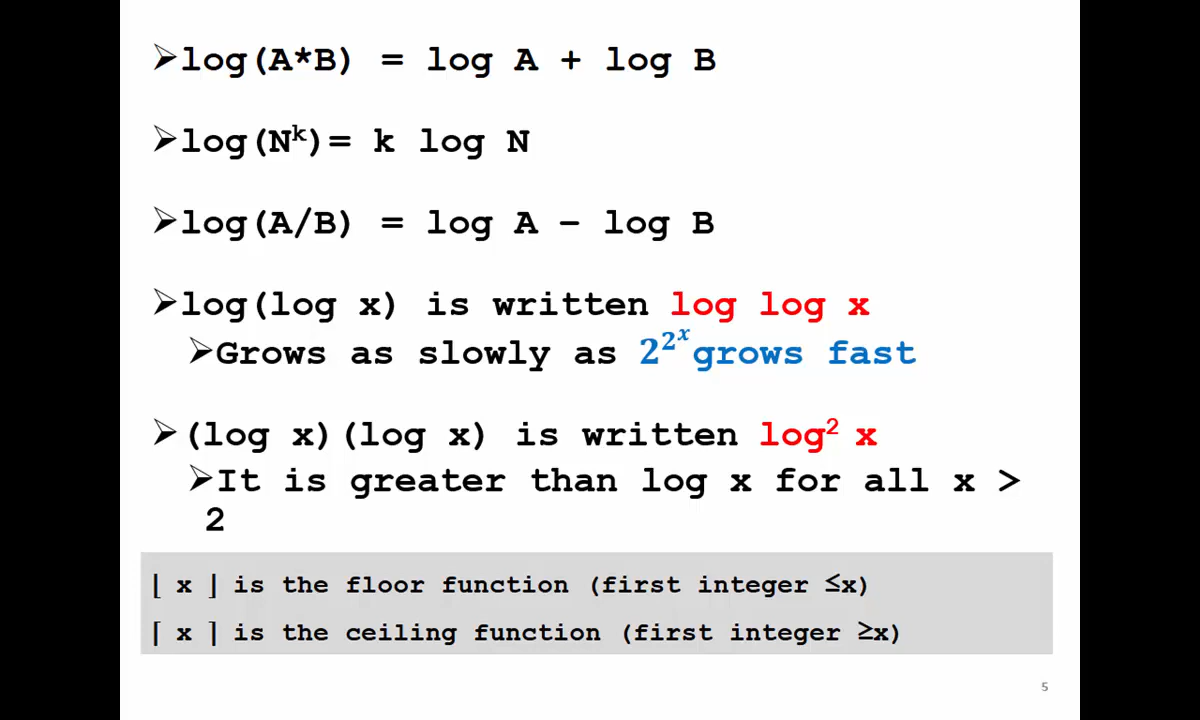 ➢log(A*B) = log A + log B
➢log(Nᵏ)= k log N
➢log(A/B) = log A – log B
➢log(log x) is written log log x
➢Grows as slowly as 2^2^x grows fast
➢(log x)(log x) is written log² x
➢It is greater than log x for all x >
2
⌊ x ⌋ is the floor function (first integer ≤x)
⌈ x ⌉ is the ceiling function (first integer ≥x)
5